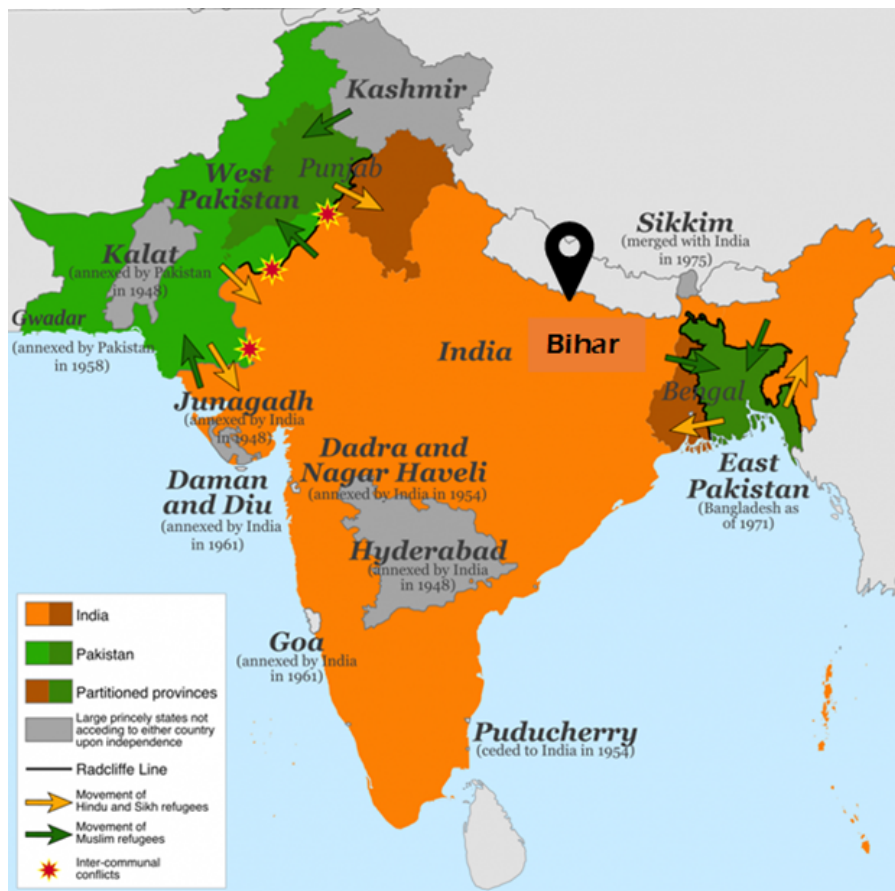 Kashmir
West
Pakistan
Punjab
Kalat
(annexed by Pakistan
in 1948)
Gwadar
(annexed by Pakistan
in 1958)
Sikkim
(merged with India
in 1975)
India
Bihar
Bengal
Junagadh
(annexed by India
in 1948)
Daman
and Diu
(annexed by India
in 1961)
Dadra and
Nagar Haveli
(annexed by India in 1954)
East
Pakistan
(Bangladesh as
of 1971)
Hyderabad
(annexed by India
in 1948)
Goa
(annexed by India
in 1961)
Puducherry
(ceded to India in 1954)
India
Pakistan
Partitioned provinces
Large princely states not
acceding to either country
upon independence
Radcliffe Line
Movement of
Hindu and Sikh refugees
Movement of
Muslim refugees
Inter-communal
conflicts